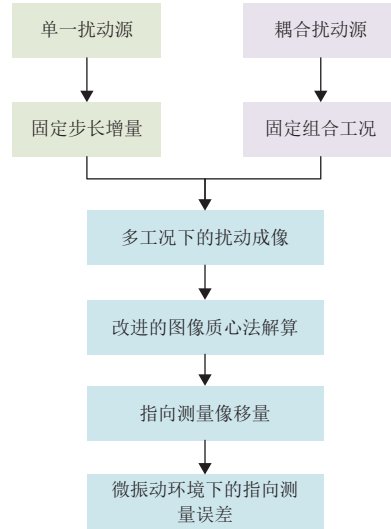 单一扰动源
耦合扰动源
固定步长增量
固定组合工况
多工况下的扰动成像
改进的图像质心法解算
指向测量像移量
微振动环境下的指向测
量误差